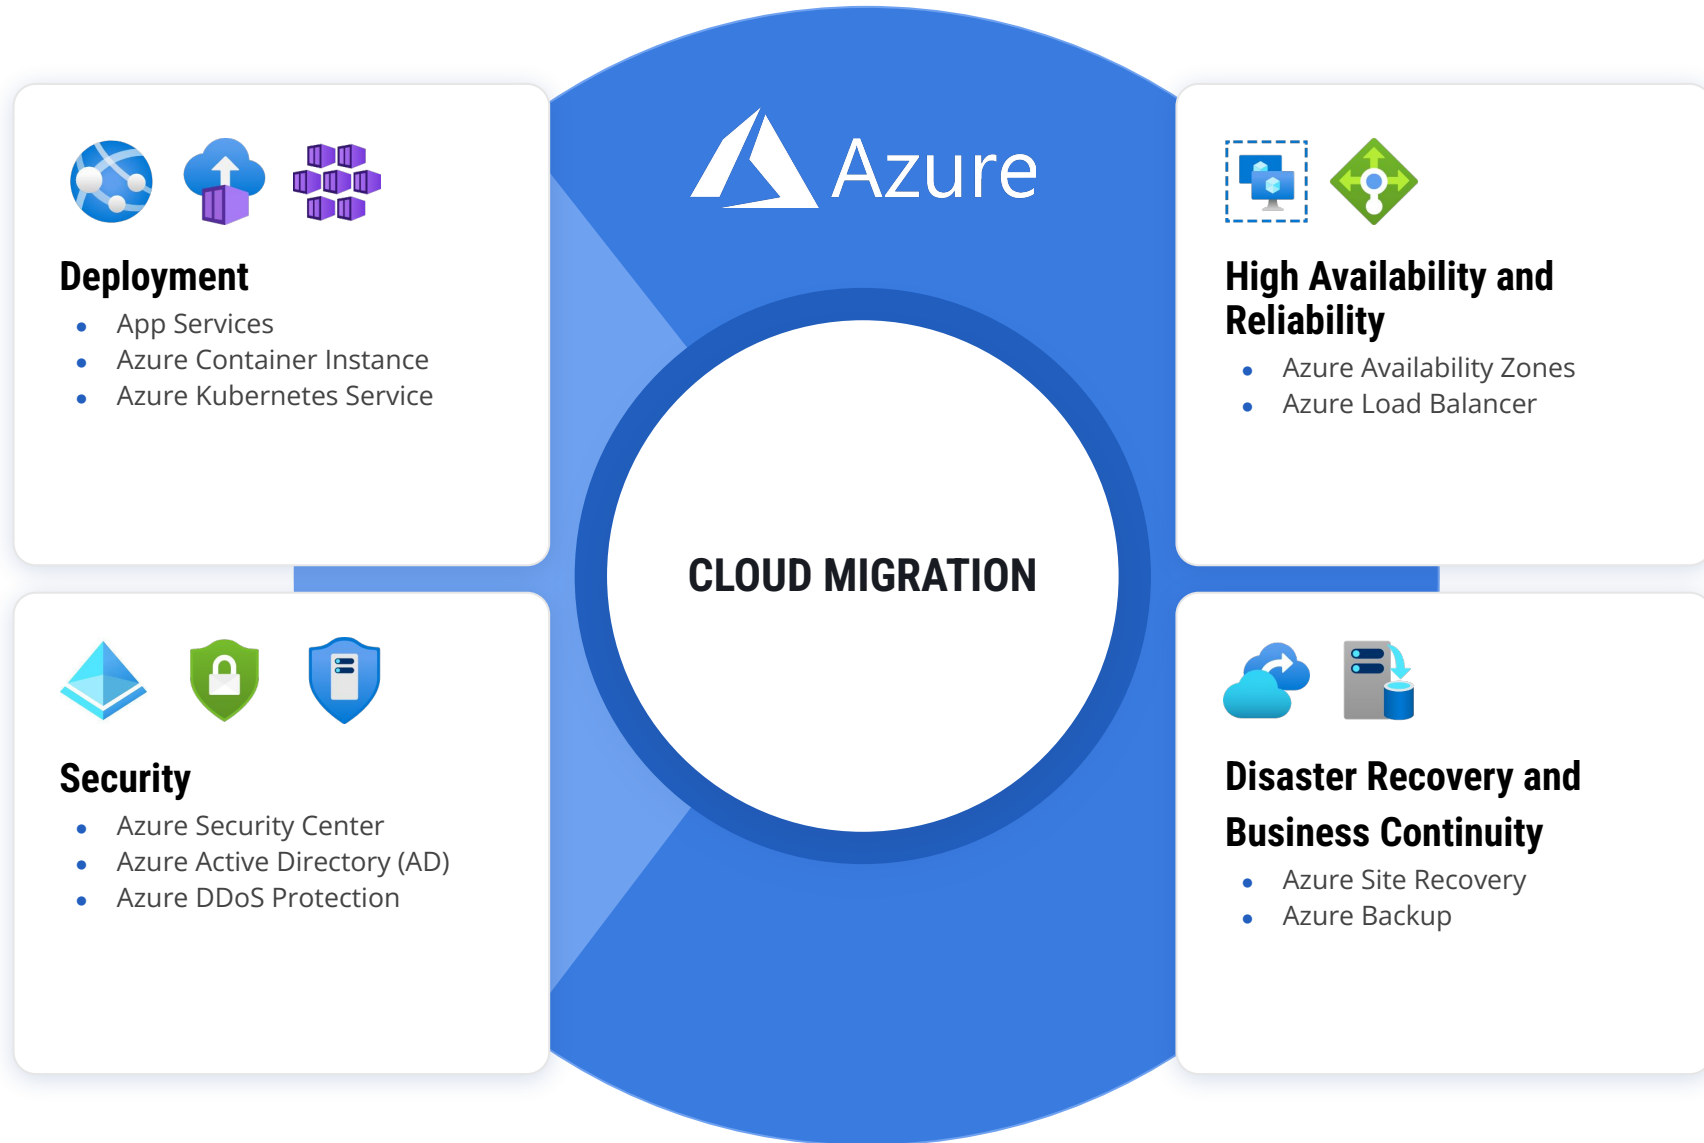 Azure
CLOUD MIGRATION
Deployment
• App Services
• Azure Container Instance
• Azure Kubernetes Service
Security
• Azure Security Center
• Azure Active Directory (AD)
• Azure DDoS Protection
High Availability and
Reliability
• Azure Availability Zones
• Azure Load Balancer
Disaster Recovery and
Business Continuity
• Azure Site Recovery
• Azure Backup